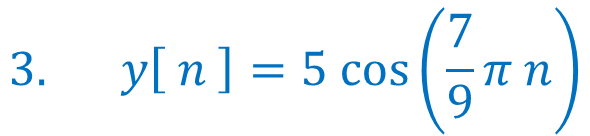 3. y[ n ] = 5 cos(7/9 π n)